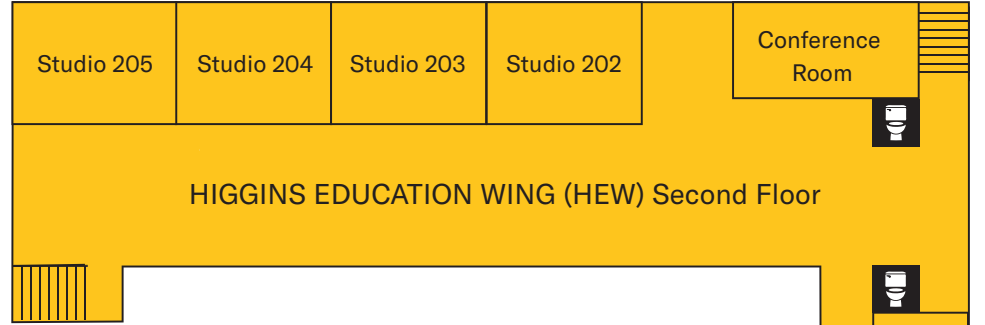 Studio 205
Studio 204
Studio 203
Studio 202
Conference
Room
HIGGINS EDUCATION WING (HEW) Second Floor